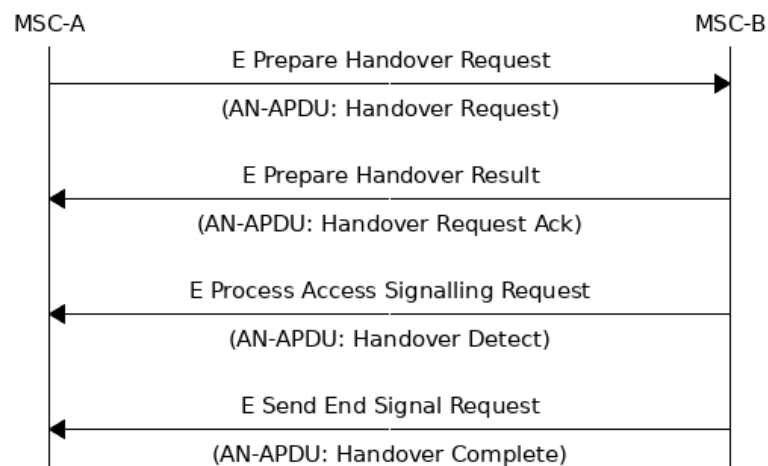 MSC-A
MSC-B
E Prepare Handover Request
(AN-APDU: Handover Request)
E Prepare Handover Result
(AN-APDU: Handover Request Ack)
E Process Access Signalling Request
(AN-APDU: Handover Detect)
E Send End Signal Request
(AN-APDU: Handover Complete)